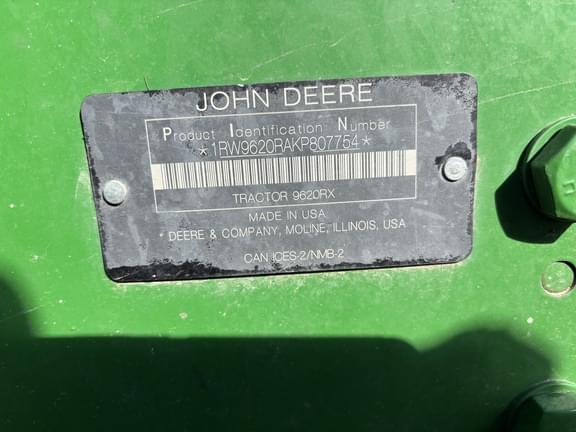 JOHN DEERE
Product Identification Number
*1RW9620RAKP807754*
TRACTOR 9620RX
MADE IN USA
* DEERE & COMPANY, MOLINE, ILLINOIS, USA
CAN ICES-2/NMB-2